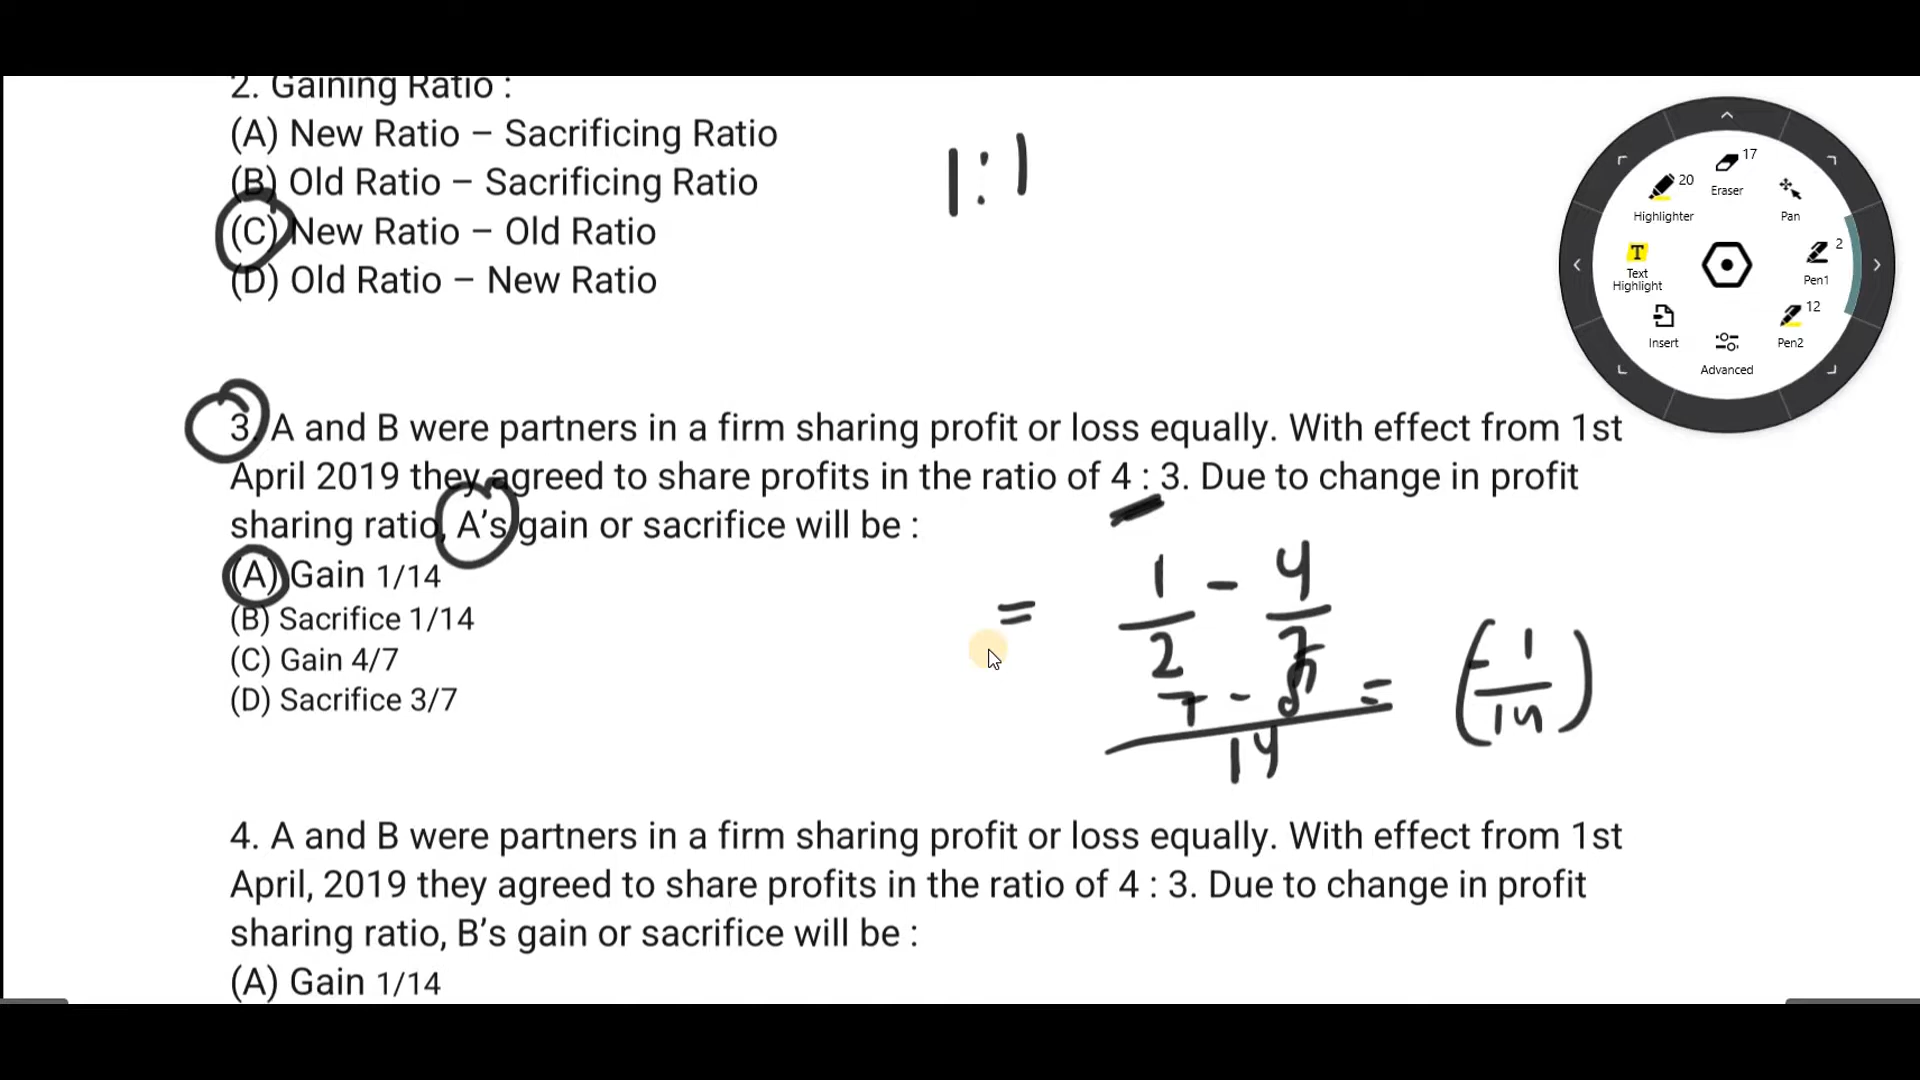 2. Gaining Ratio :
(A) New Ratio – Sacrificing Ratio
(B) Old Ratio – Sacrificing Ratio
(C) New Ratio – Old Ratio
(D) Old Ratio – New Ratio
1 : 1
17
Eraser
20
Highlighter
Pan
T
Text
Highlight
2
Pen1
12
Pen2
Insert
Advanced
3. A and B were partners in a firm sharing profit or loss equally. With effect from 1st
April 2019 they agreed to share profits in the ratio of 4 : 3. Due to change in profit
sharing ratio, A’s gain or sacrifice will be :
(A) Gain 1/14
(B) Sacrifice 1/14
(C) Gain 4/7
(D) Sacrifice 3/7
= 1/2 - 4/7
7 - 8 / 14 = (-1/14)
4. A and B were partners in a firm sharing profit or loss equally. With effect from 1st
April, 2019 they agreed to share profits in the ratio of 4 : 3. Due to change in profit
sharing ratio, B’s gain or sacrifice will be :
(A) Gain 1/14